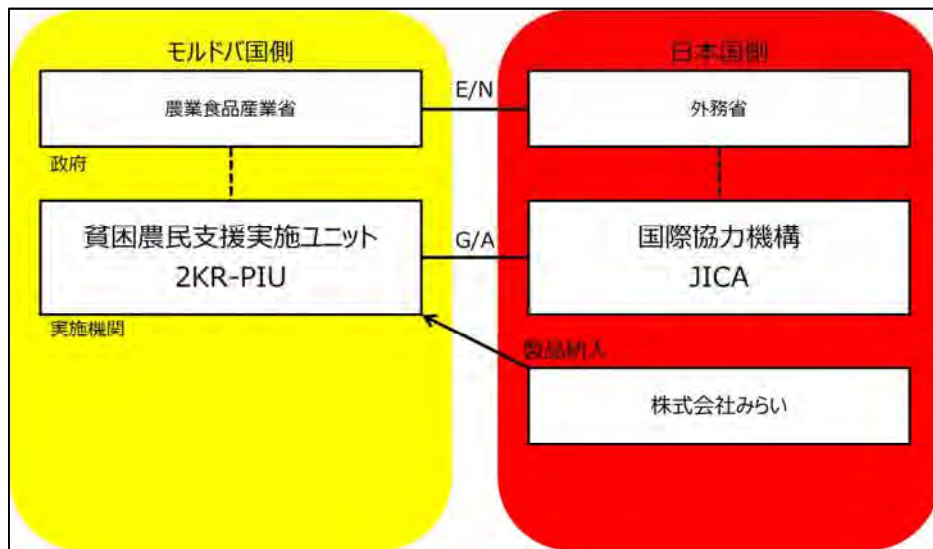 モルドバ国側
日本国側
農業食品産業省
E/N
外務省
政府
貧困農民支援実施ユニット
2KR-PIU
G/A
国際協力機構
JICA
実施機関
製品納入
株式会社みらい